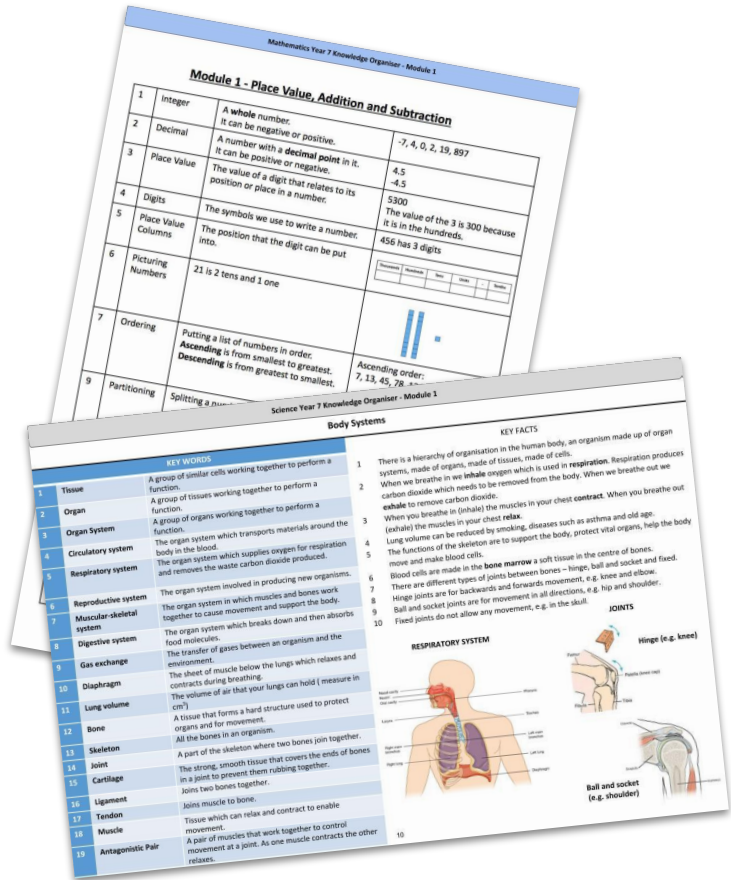 Mathematics Year 7 Knowledge Organiser - Module 1
Module 1 - Place Value, Addition and Subtraction
1 Integer A whole number.
It can be negative or positive. -7, 4, 0, 2, 19, 897
2 Decimal A number with a decimal point in it.
It can be positive or negative. 4.5
-4.5
3 Place Value The value of a digit that relates to its
position or place in a number. 5300
The value of the 3 is 300 because
it is in the hundreds.
4 Digits The symbols we use to write a number. 456 has 3 digits
5 Place Value
Columns The position that the digit can be put
into.
Thousands Hundreds Tens Units . Tenths
6 Picturing
Numbers 21 is 2 tens and 1 one
7 Ordering Putting a list of numbers in order.
Ascending is from smallest to greatest.
Descending is from greatest to smallest. Ascending order:
7, 13, 45, 78,
9 Partitioning Splitting a
Science Year 7 Knowledge Organiser - Module 1
Body Systems
KEY WORDS
1 Tissue A group of similar cells working together to perform a
function.
2 Organ A group of tissues working together to perform a
function.
3 Organ System A group of organs working together to perform a
function.
4 Circulatory system The organ system which transports materials around the
body in the blood.
5 Respiratory system The organ system which supplies oxygen for respiration
and removes the waste carbon dioxide produced.
6 Reproductive system The organ system involved in producing new organisms.
7 Muscular-skeletal
system The organ system in which muscles and bones work
together to cause movement and support the body.
8 Digestive system The organ system which breaks down and then absorbs
food molecules.
9 Gas exchange The transfer of gases between an organism and the
environment.
10 Diaphragm The sheet of muscle below the lungs which relaxes and
contracts during breathing.
11 Lung volume The volume of air that your lungs can hold ( measure in
cm³)
12 Bone A tissue that forms a hard structure used to protect
organs and for movement.
13 Skeleton All the bones in an organism.
14 Joint A part of the skeleton where two bones join together.
15 Cartilage The strong, smooth tissue that covers the ends of bones
in a joint to prevent them rubbing together.
16 Ligament Joins two bones together.
17 Tendon Joins muscle to bone.
18 Muscle Tissue which can relax and contract to enable
movement.
19 Antagonistic Pair A pair of muscles that work together to control
movement at a joint. As one muscle contracts the other
relaxes.
KEY FACTS
1 There is a hierarchy of organisation in the human body, an organism made up of organ
systems, made of organs, made of tissues, made of cells.
2 When we breathe in we inhale oxygen which is used in respiration. Respiration produces
carbon dioxide which needs to be removed from the body. When we breathe out we
exhale to remove carbon dioxide.
3 When you breathe in (inhale) the muscles in your chest contract. When you breathe out
(exhale) the muscles in your chest relax.
4 Lung volume can be reduced by smoking, diseases such as asthma and old age.
5 The functions of the skeleton are to support the body, protect vital organs, help the body
move and make blood cells.
6 Blood cells are made in the bone marrow a soft tissue in the centre of bones.
7 There are different types of joints between bones – hinge, ball and socket and fixed.
8 Hinge joints are for backwards and forwards movement, e.g. knee and elbow.
9 Ball and socket joints are for movement in all directions, e.g. hip and shoulder.
10 Fixed joints do not allow any movement, e.g. in the skull.
RESPIRATORY SYSTEM
Nasal cavity
Oral cavity
Pharynx
Larynx
Trachea
Right main
bronchus
Left main
bronchus
Right lung
Left lung
Diaphragm
JOINTS
Hinge (e.g. knee)
Femur
Patella (knee cap)
Fibula
Tibia
Ball and socket
(e.g. shoulder)
10